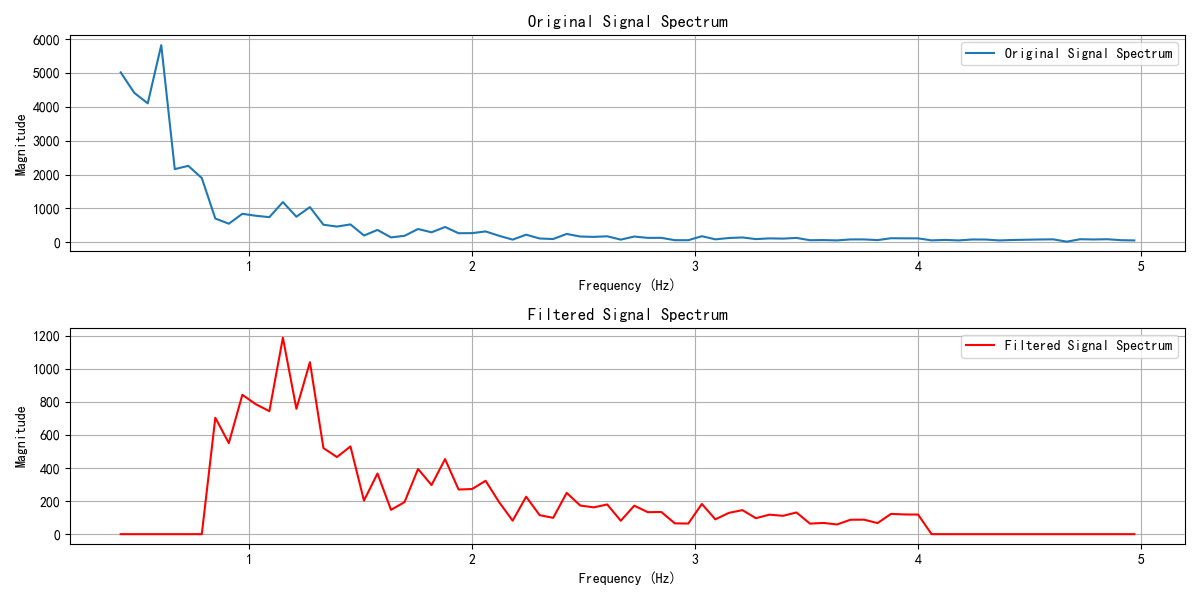 Original Signal Spectrum
6000
5000
4000
3000
2000
1000
0
Magnitude
Original Signal Spectrum
1 2 3 4 5
Frequency (Hz)
Filtered Signal Spectrum
1200
1000
800
600
400
200
0
Magnitude
Filtered Signal Spectrum
1 2 3 4 5
Frequency (Hz)